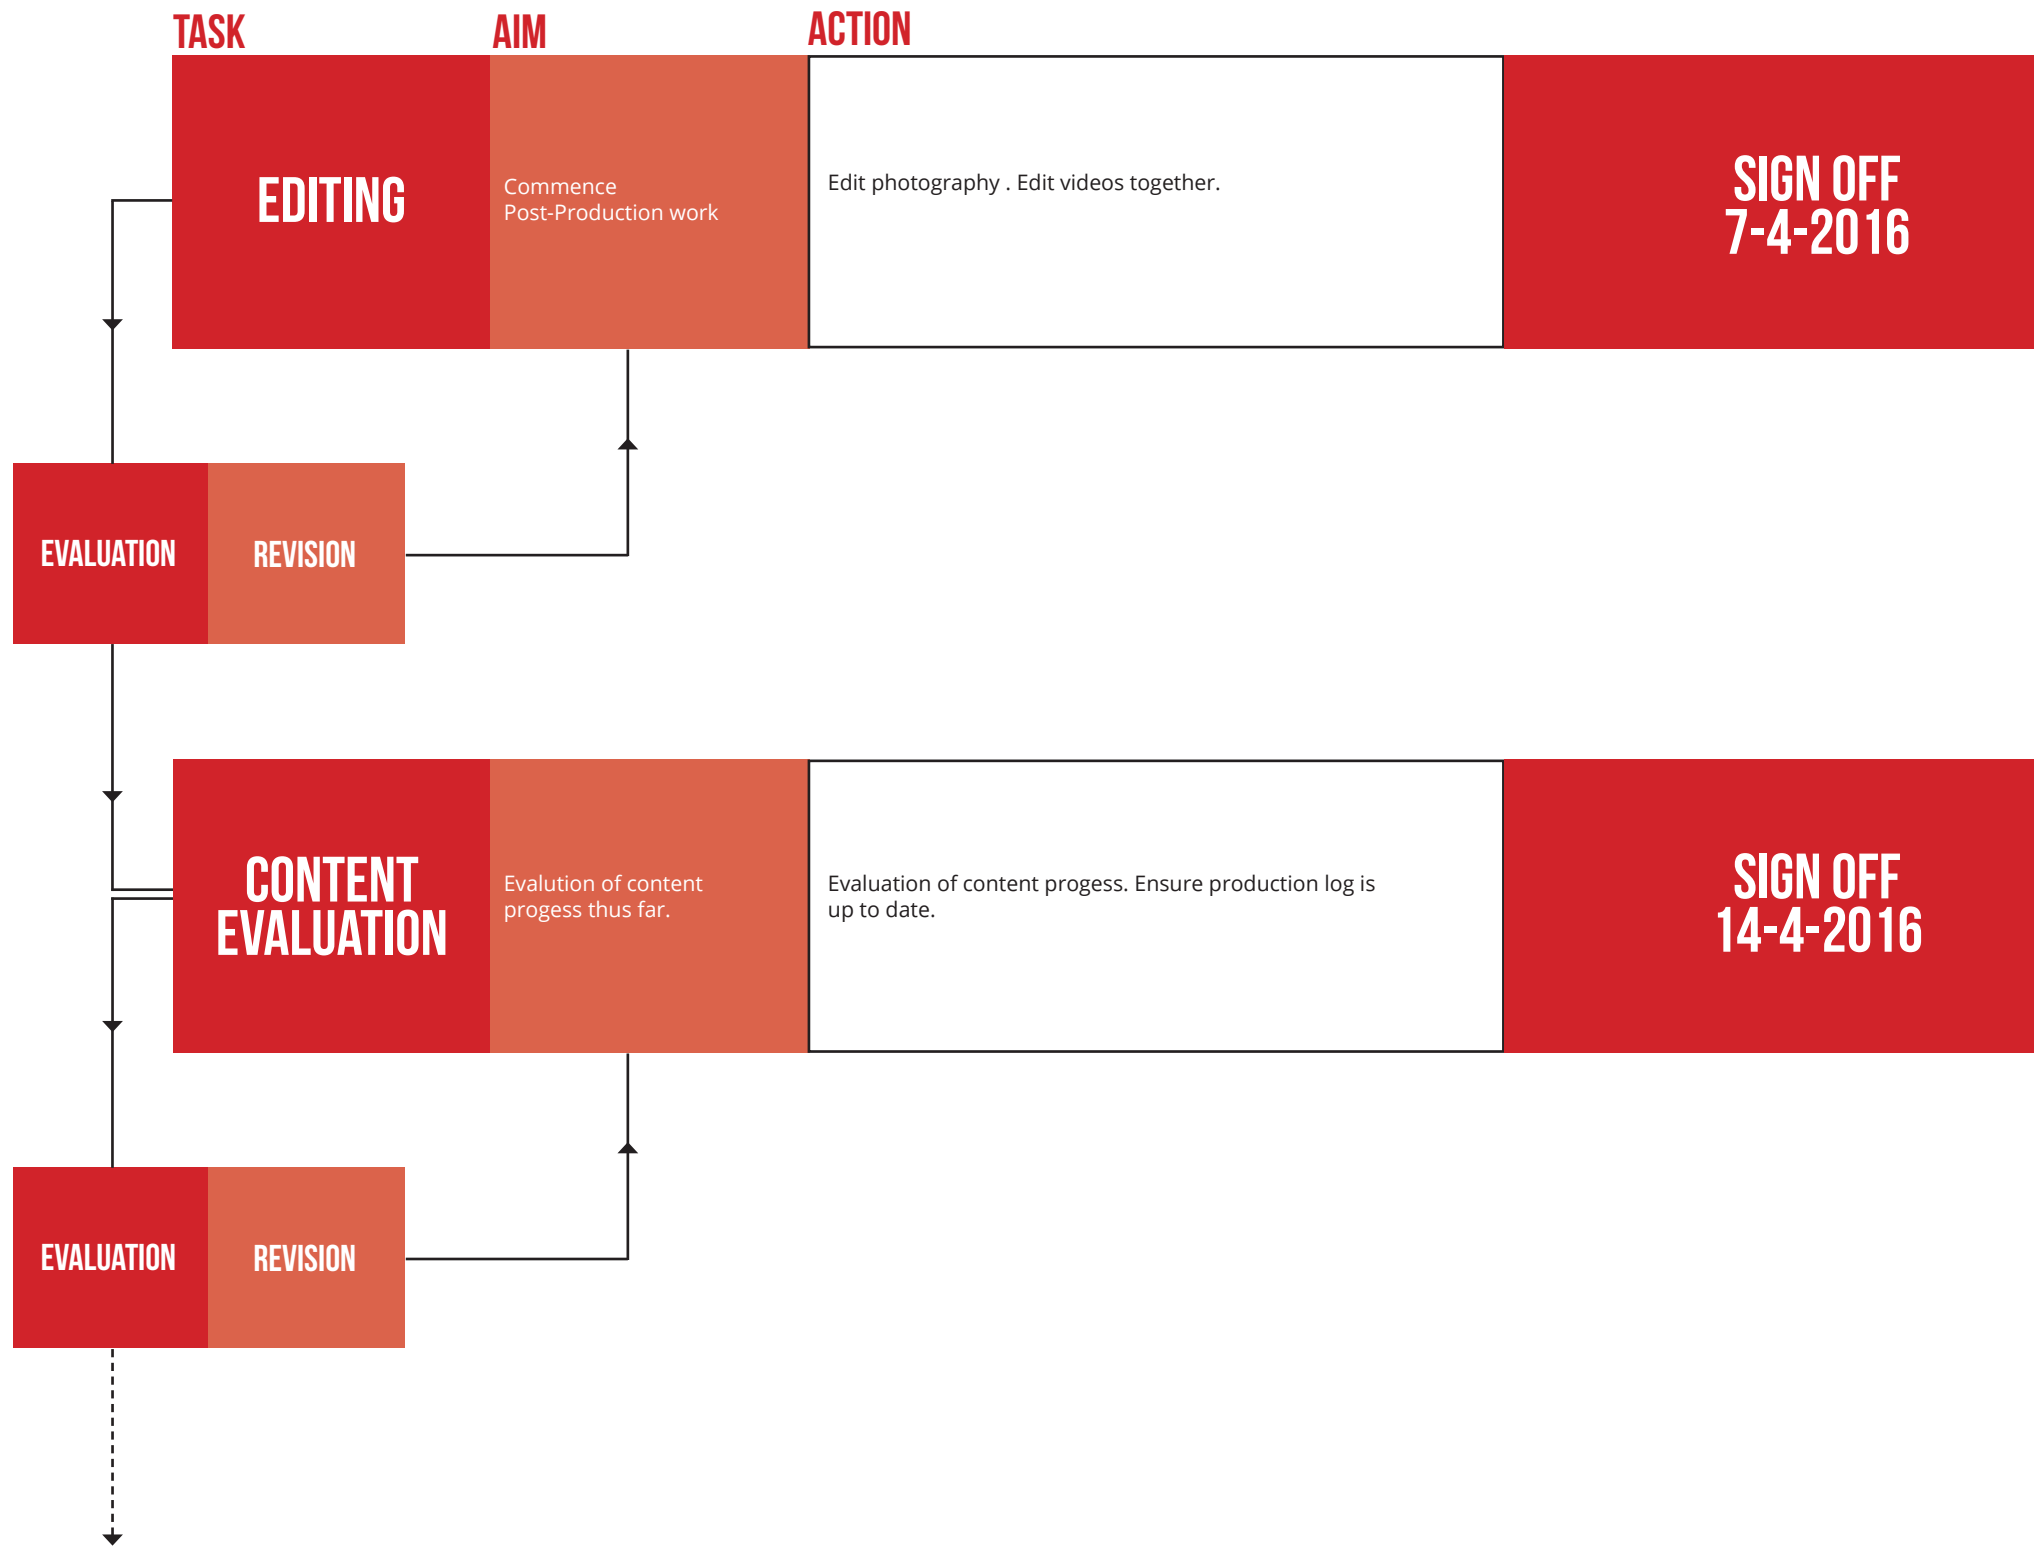 TASK
AIM
ACTION
EDITING
Commence
Post-Production work
Edit photography . Edit videos together.
SIGN OFF
7-4-2016
EVALUATION
REVISION
CONTENT
EVALUATION
Evalution of content
progess thus far.
Evaluation of content progess. Ensure production log is
up to date.
SIGN OFF
14-4-2016
EVALUATION
REVISION